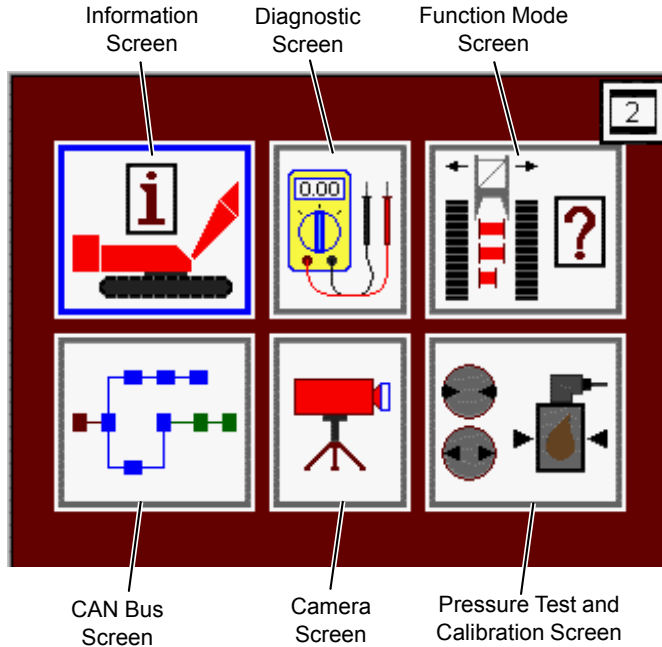 Information
Screen
Diagnostic
Screen
Function Mode
Screen
2
i
0.00
?
CAN Bus
Screen
Camera
Screen
Pressure Test and
Calibration Screen